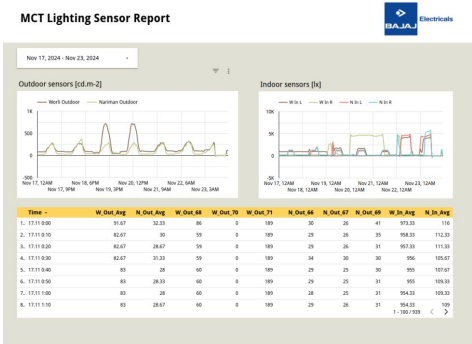 MCT Lighting Sensor Report
BAJAJ Electricals
Nov 17, 2024 - Nov 23, 2024
Outdoor sensors [cd.m-2]
Worli Outdoor Nariman Outdoor
1K
500
0
-500
Nov 17, 12AM Nov 18, 6PM Nov 20, 12PM Nov 22, 6AM
Nov 17, 9PM Nov 19, 3PM Nov 21, 9AM Nov 23, 3AM
Indoor sensors [lx]
W In L W In R N In L N In R
10K
5K
0
-5K
Nov 17, 12AM Nov 19, 12AM Nov 21, 12AM Nov 23, 12AM
Nov 18, 12AM Nov 20, 12AM Nov 22, 12AM
Time W_Out_Avg N_Out_Avg W_Out_68 W_Out_70 W_Out_71 N_Out_66 N_Out_67 N_Out_69 W_In_Avg N_In_Avg
1.. 17.11 0:00 91.67 32.33 86 0 189 30 26 41 973.33 116
2.. 17.11 0:10 82.67 30 59 0 189 29 26 35 958.33 112.33
3.. 17.11 0:20 82.67 28.67 59 0 189 29 26 31 957.33 111.33
4.. 17.11 0:30 82.67 31.33 59 0 189 34 30 30 956 105.67
5.. 17.11 0:40 83 28 60 0 189 29 25 30 955 107.67
6.. 17.11 0:50 83 28.33 60 0 189 29 25 31 955 109.33
7.. 17.11 1:00 83 28 60 0 189 28 25 31 954.33 109.33
8.. 17.11 1:10 83 28.67 60 0 189 29 26 31 954.33 109
1 - 100 / 939